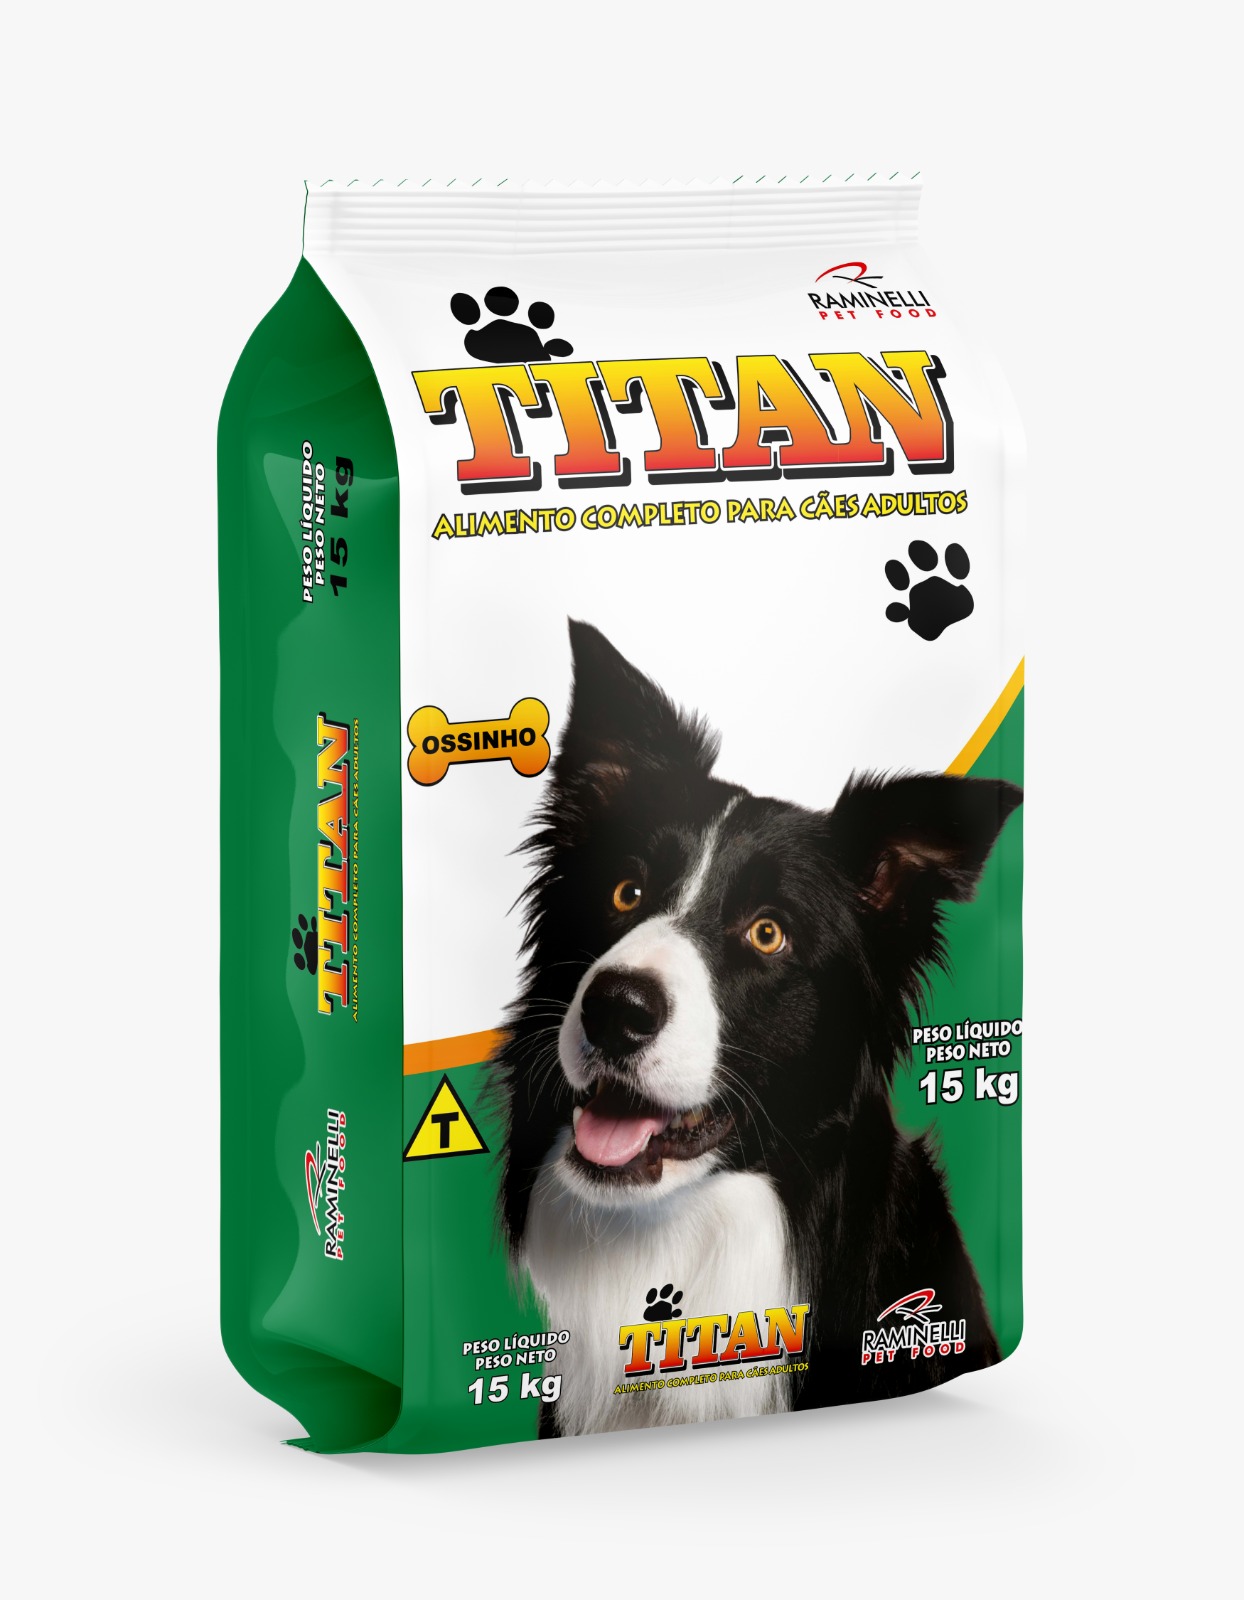 RAMINELLI
PET FOOD
TITAN
ALIMENTO COMPLETO PARA CÃES ADULTOS
OSSINHO
T
PESO LÍQUIDO
PESO NETO
15 kg
PESO LÍQUIDO
PESO NETO
15 kg
TITAN
ALIMENTO COMPLETO PARA CÃES ADULTOS
RAMINELLI
PET FOOD
PESO LÍQUIDO
PESO NETO
15 kg
TITAN
ALIMENTO COMPLETO PARA CÃES ADULTOS
RAMINELLI
PET FOOD